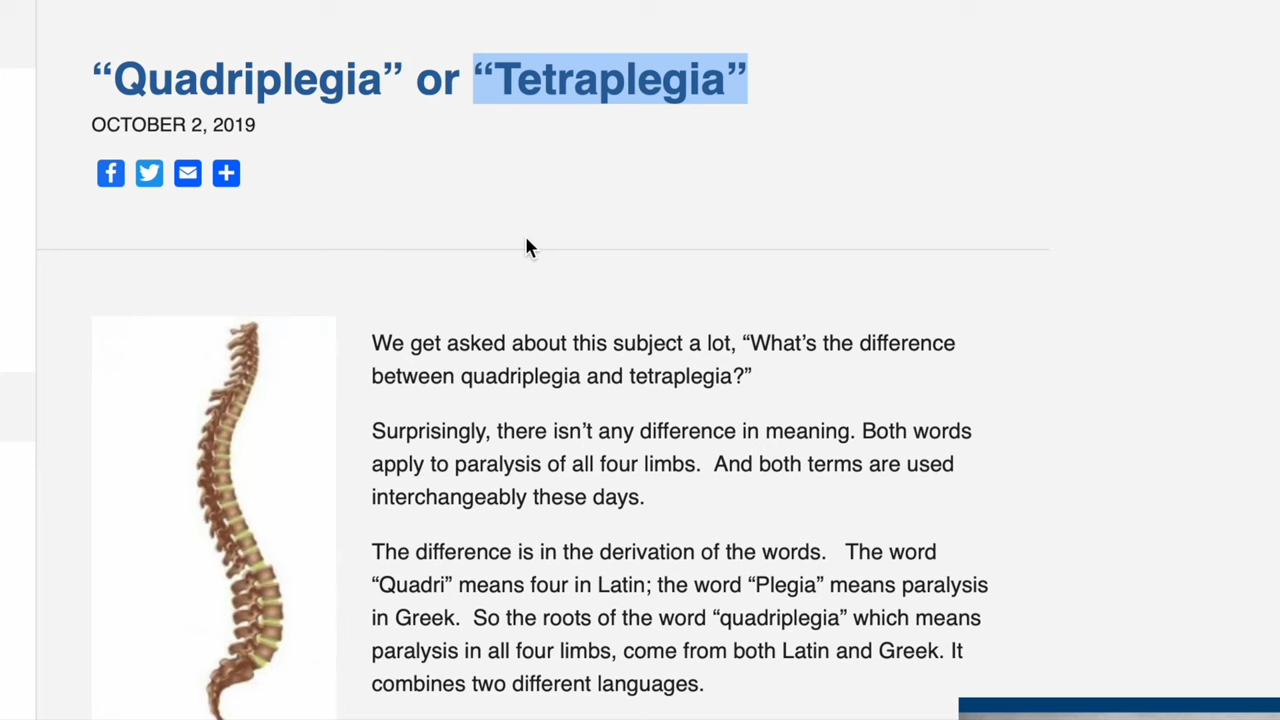 “Quadriplegia” or “Tetraplegia”
OCTOBER 2, 2019
We get asked about this subject a lot, “What’s the difference
between quadriplegia and tetraplegia?”
Surprisingly, there isn’t any difference in meaning. Both words
apply to paralysis of all four limbs.  And both terms are used
interchangeably these days.
The difference is in the derivation of the words.   The word
“Quadri” means four in Latin; the word “Plegia” means paralysis
in Greek.  So the roots of the word “quadriplegia” which means
paralysis in all four limbs, come from both Latin and Greek. It
combines two different languages.